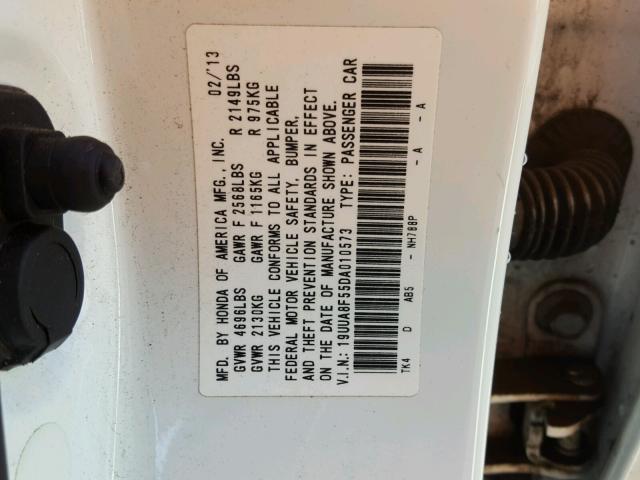 MFD. BY HONDA OF AMERICA MFG., INC. 02/'13
GVWR 4696LBS GAWR F 2568LBS R 2149LBS
GVWR 2130KG GAWR F 1165KG R 975KG
THIS VEHICLE CONFORMS TO ALL APPLICABLE
FEDERAL MOTOR VEHICLE SAFETY, BUMPER,
AND THEFT PREVENTION STANDARDS IN EFFECT
ON THE DATE OF MANUFACTURE SHOWN ABOVE.
V.I.N.: 19UUA8F55DA010573 TYPE: PASSENGER CAR
TK4 D AB5 - NH788P - A - A